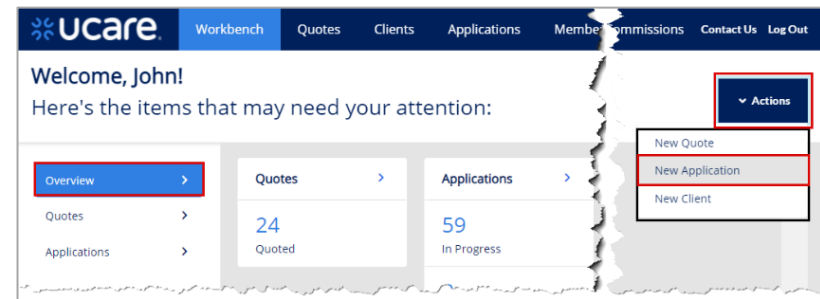 ucare. Workbench Quotes Clients Applications Commissions Contact Us Log Out
Welcome, John!
Here's the items that may need your attention:
Actions
New Quote
New Application
New Client
Overview
Quotes
Applications
Quotes
24
Quoted
Applications
59
In Progress